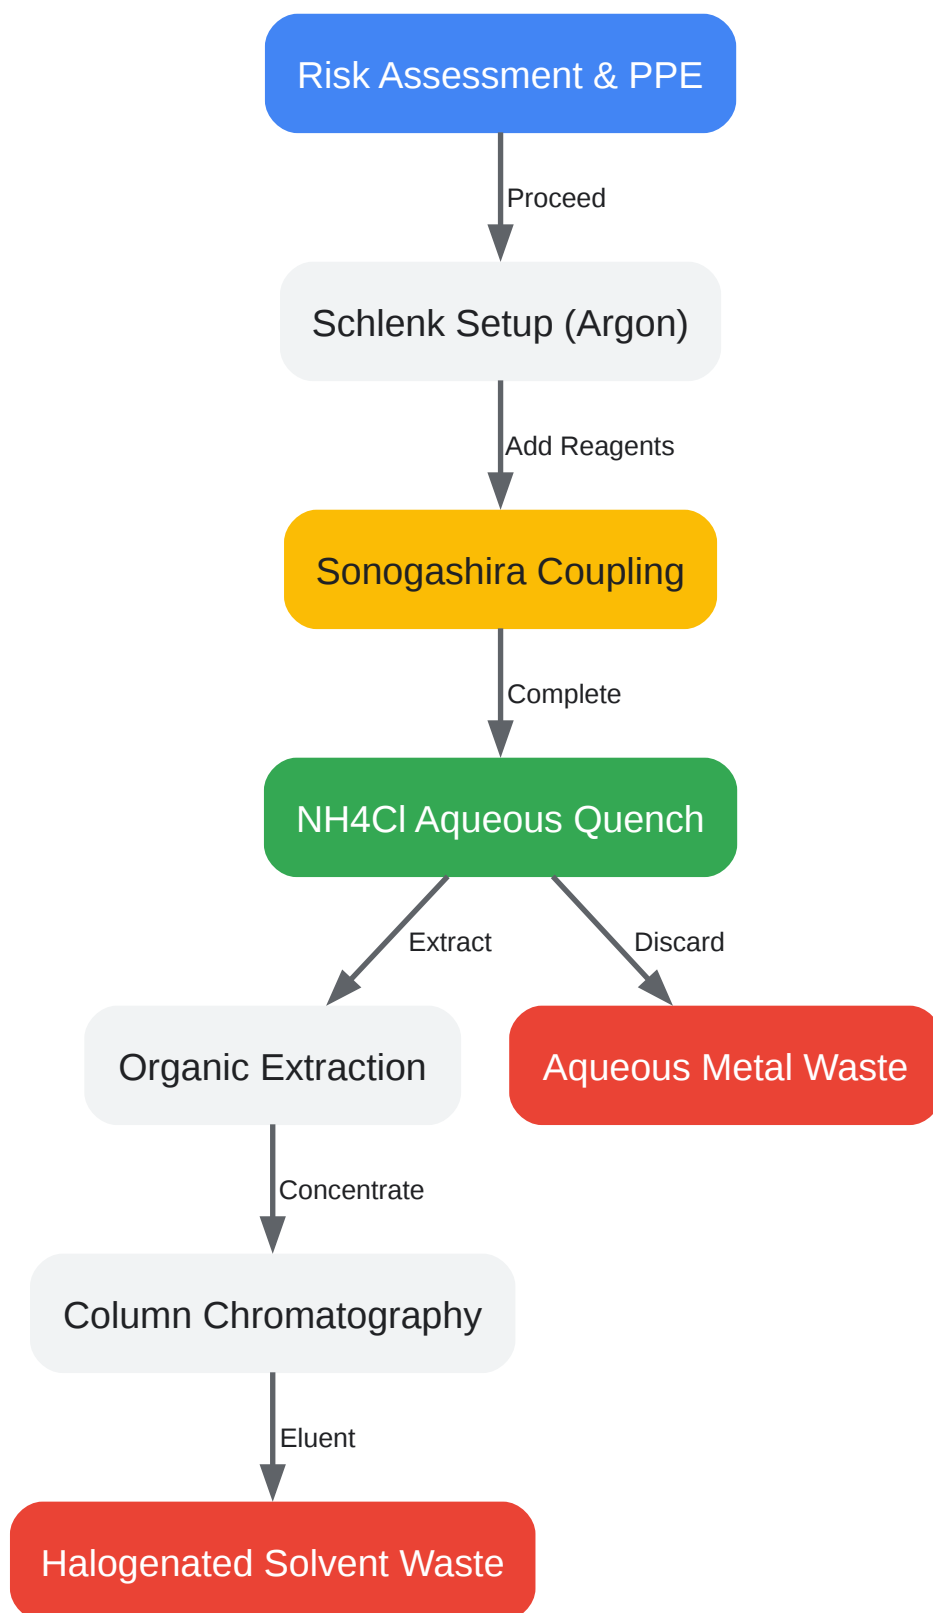 Risk Assessment & PPE
Proceed
Schlenk Setup (Argon)
Add Reagents
Sonogashira Coupling
Complete
NH4Cl Aqueous Quench
Extract
Discard
Organic Extraction
Aqueous Metal Waste
Concentrate
Column Chromatography
Eluent
Halogenated Solvent Waste